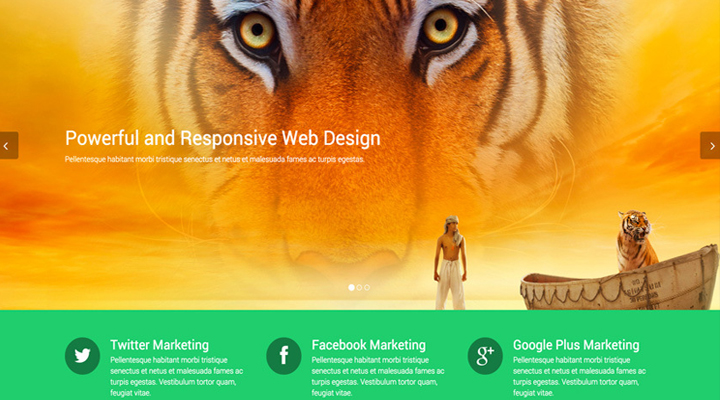 Powerful and Responsive Web Design
Pellentesque habitant morbi tristique senectus et netus et malesuada fames ac turpis egestas.
Twitter Marketing
Pellentesque habitant morbi tristique
senectus et netus et malesuada fames ac
turpis egestas. Vestibulum tortor quam,
feugiat vitae.
Facebook Marketing
Pellentesque habitant morbi tristique
senectus et netus et malesuada fames ac
turpis egestas. Vestibulum tortor quam,
feugiat vitae.
g+
Google Plus Marketing
Pellentesque habitant morbi tristique
senectus et netus et malesuada fames ac
turpis egestas. Vestibulum tortor quam,
feugiat vitae.